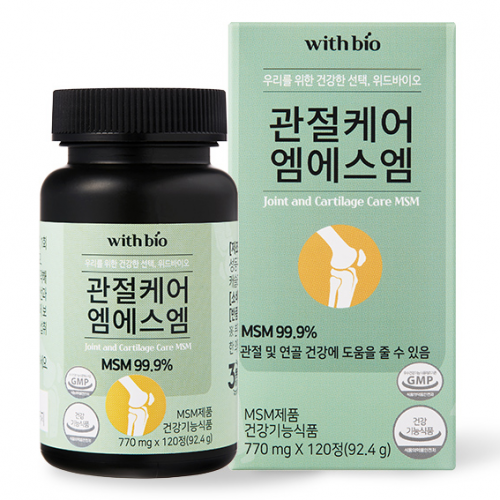 with bio
우리를 위한 건강한 선택, 위드바이오
관절케어
엠에스엠
Joint and Cartilage Care MSM
MSM 99.9%
관절 및 연골 건강에 도움을 줄 수 있음
GMP
건강
기능식품
MSM제품
건강기능식품
770 mg X 120정(92.4 g)
with bio
우리를 위한 건강한 선택, 위드바이오
관절케어
엠에스엠
Joint and Cartilage Care MSM
MSM 99.9%
GMP
건강
기능식품
MSM제품
건강기능식품
770 mg X 120정(92.4 g)